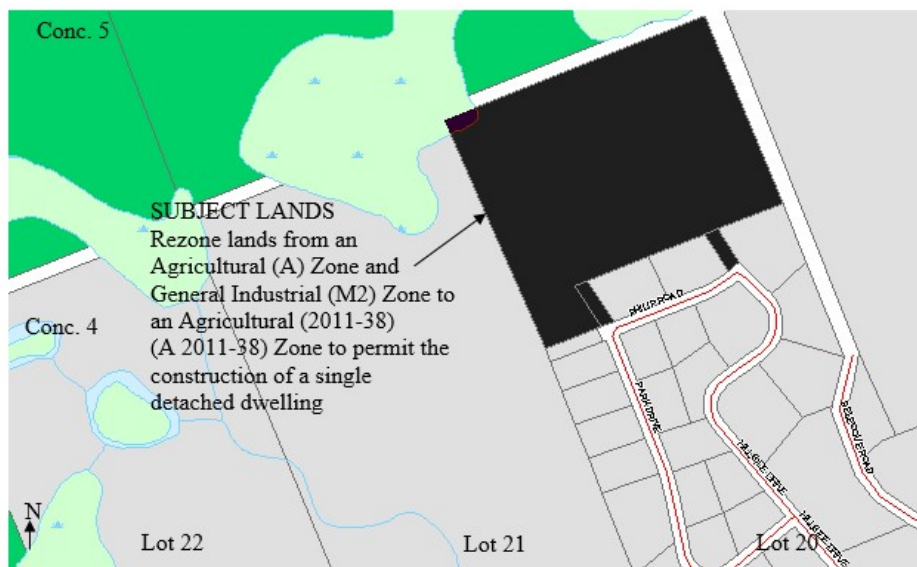 Conc. 5
SUBJECT LANDS
Rezone lands from an
Agricultural (A) Zone and
General Industrial (M2) Zone to
an Agricultural (2011-38)
(A 2011-38) Zone to permit the
construction of a single
detached dwelling
Conc. 4
PHILIP ROAD
PARK DRIVE
HILLSIDE DRIVE
HILLSIDE DRIVE
N
Lot 22
Lot 21
Lot 20